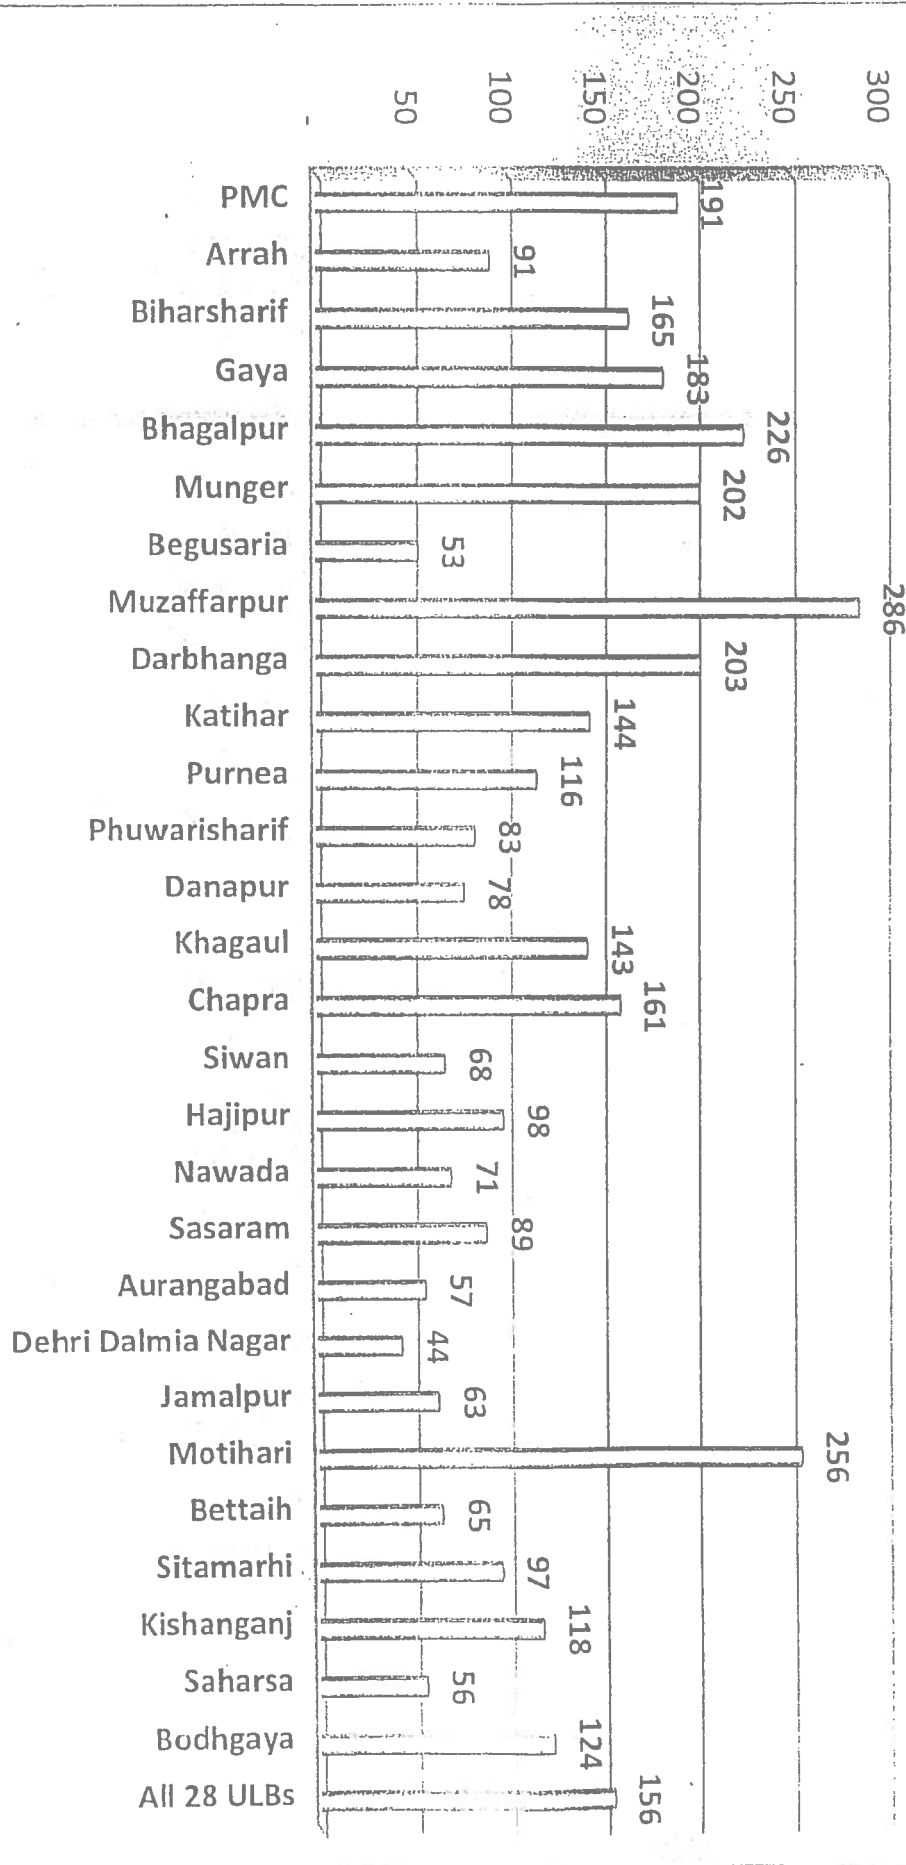 300
250
200
150
100
50
-
PMC 191
Arrah 91
Biharsharif 165
Gaya 183
Bhagalpur 226
Munger 202
Begusaria 53
Muzaffarpur 286
Darbhanga 203
Katihar 144
Purnea 116
Phuwarisharif 83
Danapur 78
Khagaul 143
Chapra 161
Siwan 68
Hajipur 98
Nawada 71
Sasaram 89
Aurangabad 57
Dehri Dalmia Nagar 44
Jamalpur 63
Motihari 256
Bettaih 65
Sitamarhi 97
Kishanganj 118
Saharsa 56
Bodhgaya 124
All 28 ULBs 156